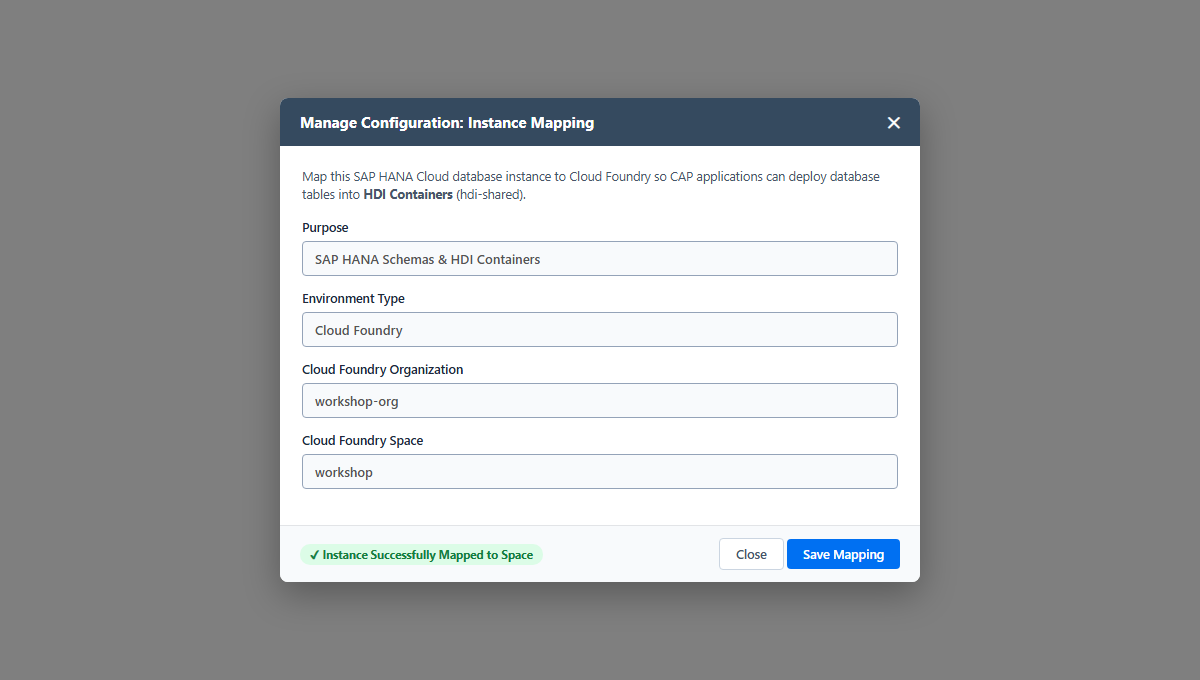 Manage Configuration: Instance Mapping
Map this SAP HANA Cloud database instance to Cloud Foundry so CAP applications can deploy database
tables into HDI Containers (hdi-shared).
Purpose
SAP HANA Schemas & HDI Containers
Environment Type
Cloud Foundry
Cloud Foundry Organization
workshop-org
Cloud Foundry Space
workshop
✓ Instance Successfully Mapped to Space
Close
Save Mapping